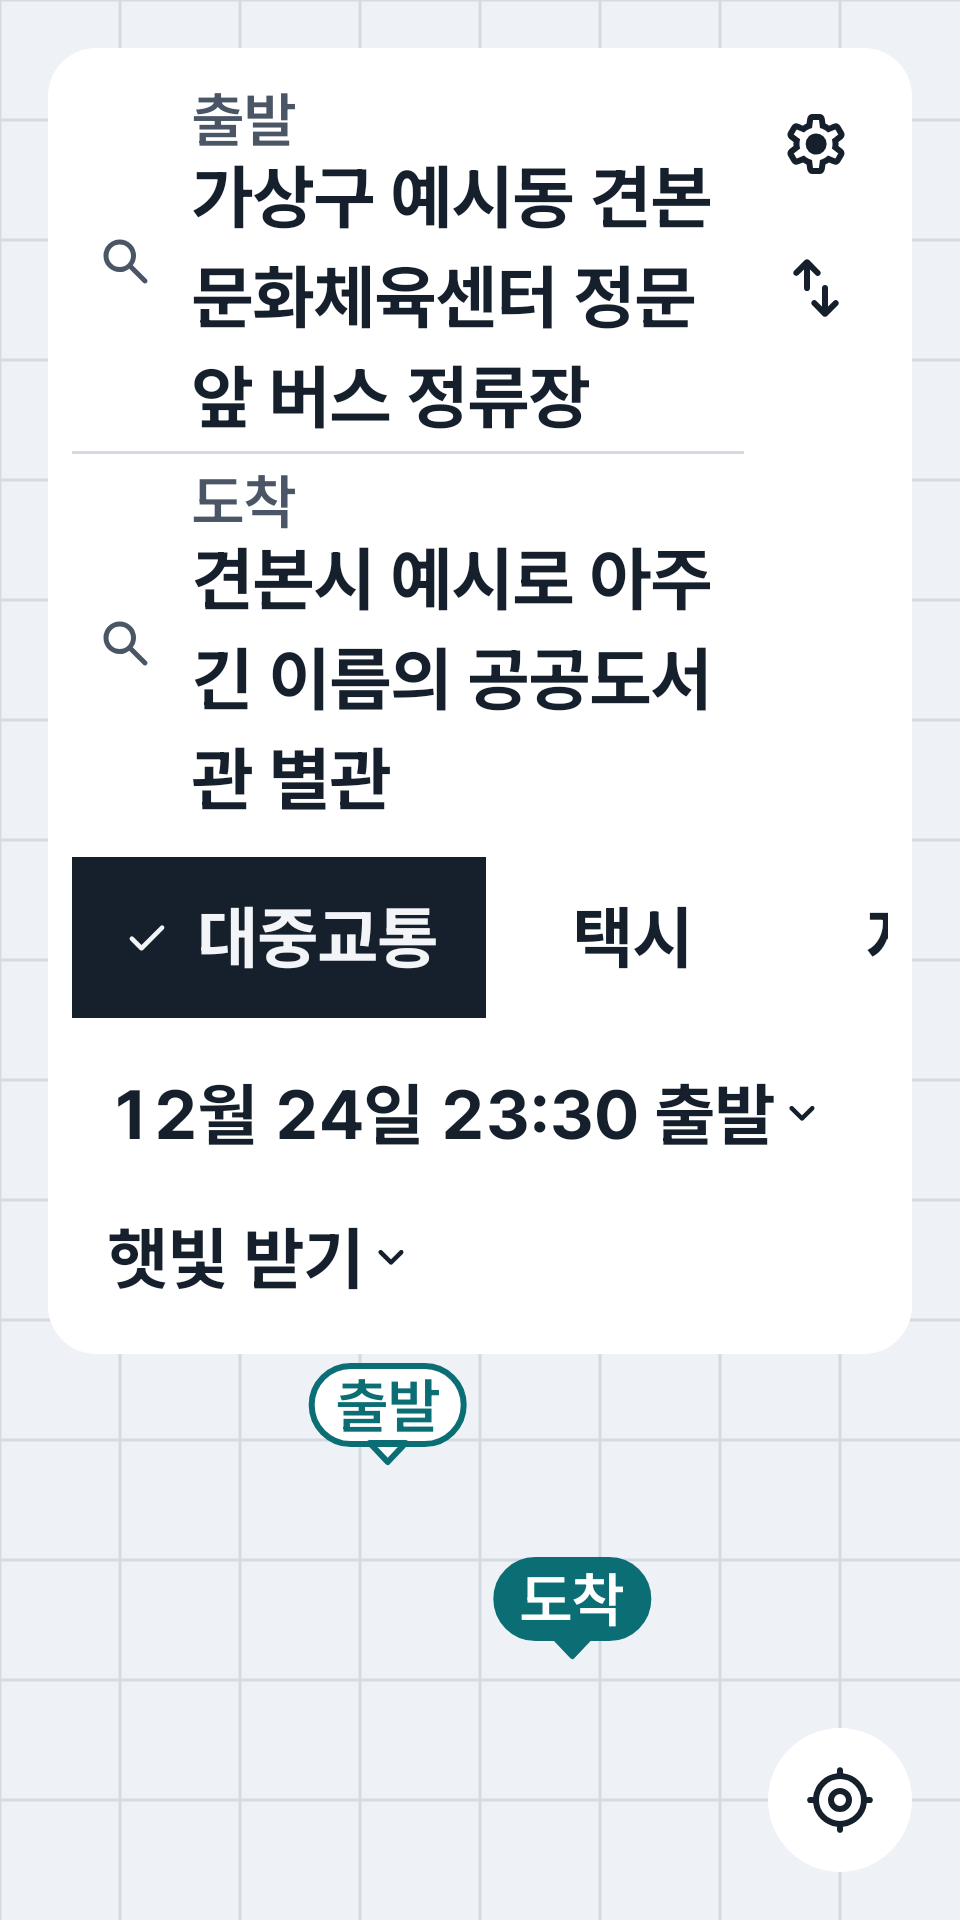 출발
가상구 예시동 견본
문화체육센터 정문
앞 버스 정류장
도착
견본시 예시로 아주
긴 이름의 공공도서
관 별관
대중교통 택시
12월 24일 23:30 출발
햇빛 받기
출발
도착